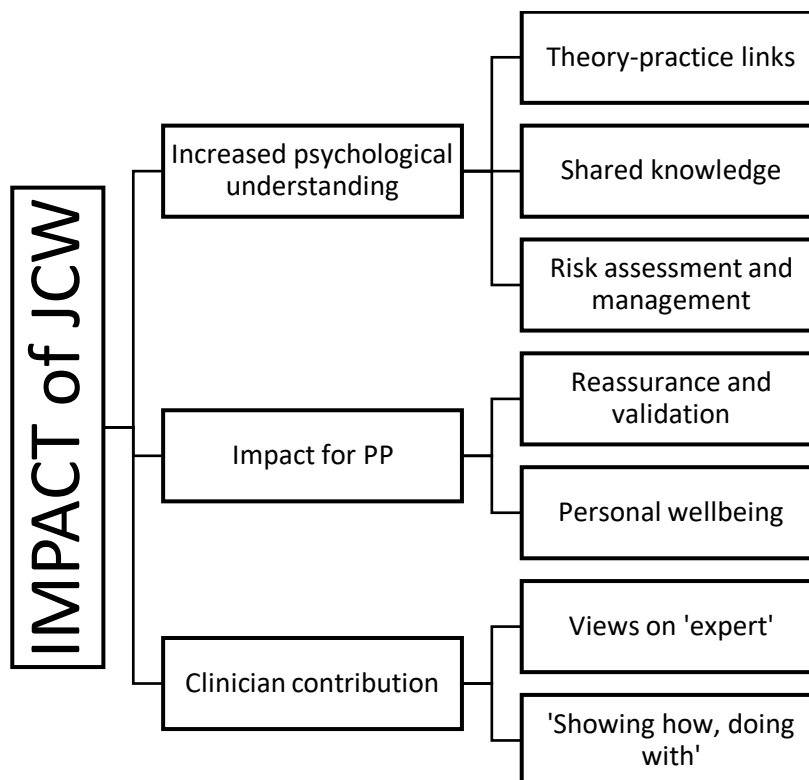 IMPACT of JCW
Increased psychological
understanding
Theory-practice links
Shared knowledge
Risk assessment and
management
Impact for PP
Reassurance and
validation
Personal wellbeing
Clinician contribution
Views on 'expert'
'Showing how, doing
with'